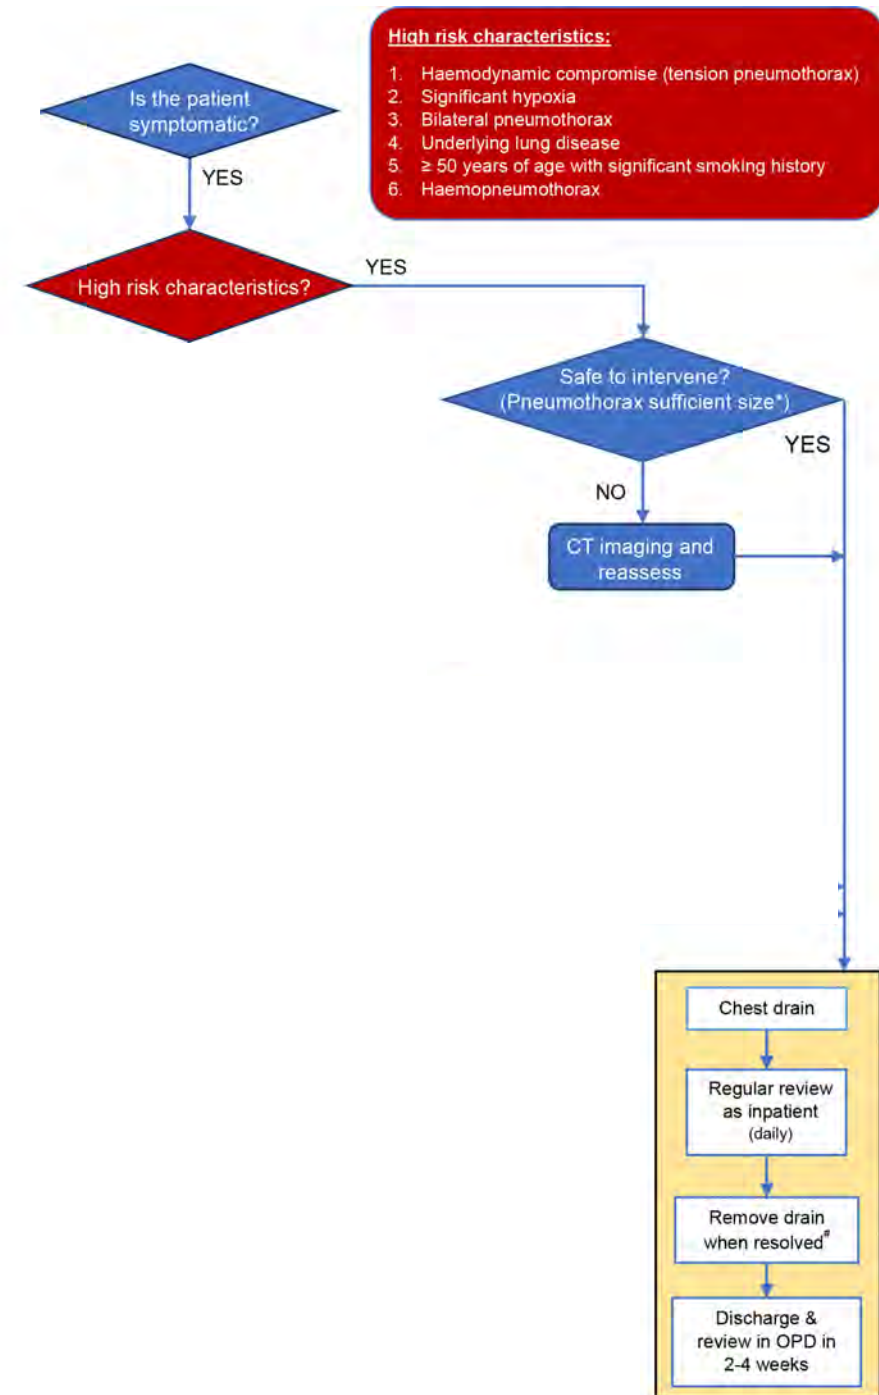 High risk characteristics:
1. Haemodynamic compromise (tension pneumothorax)
2. Significant hypoxia
3. Bilateral pneumothorax
4. Underlying lung disease
5. ≥ 50 years of age with significant smoking history
6. Haemopneumothorax
Is the patient
symptomatic?
YES
High risk characteristics?
YES
Safe to intervene?
(Pneumothorax sufficient size*)
YES
NO
CT imaging and
reassess
Chest drain
Regular review
as inpatient
(daily)
Remove drain
when resolved#
Discharge &
review in OPD in
2-4 weeks